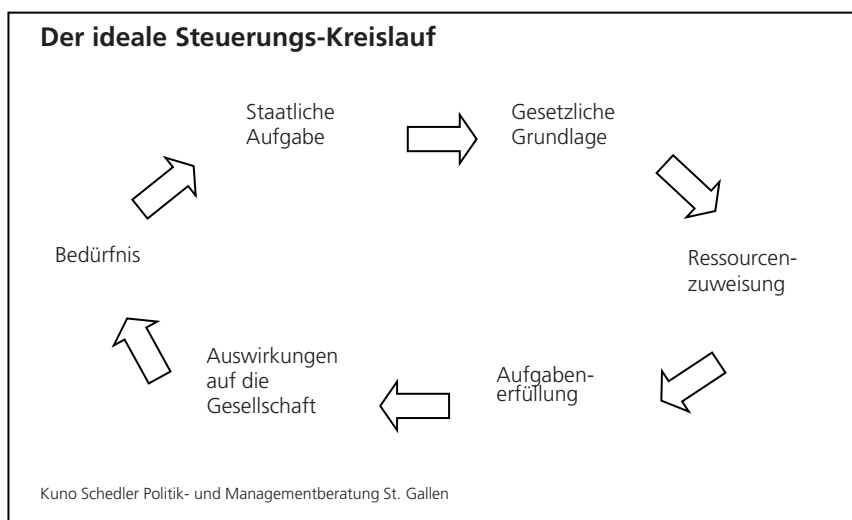 Der ideale Steuerungs-Kreislauf
Staatliche
Aufgabe
Gesetzliche
Grundlage
Ressourcen-
zuweisung
Aufgaben-
erfüllung
Auswirkungen
auf die
Gesellschaft
Bedürfnis
Kuno Schedler Politik- und Managementberatung St. Gallen